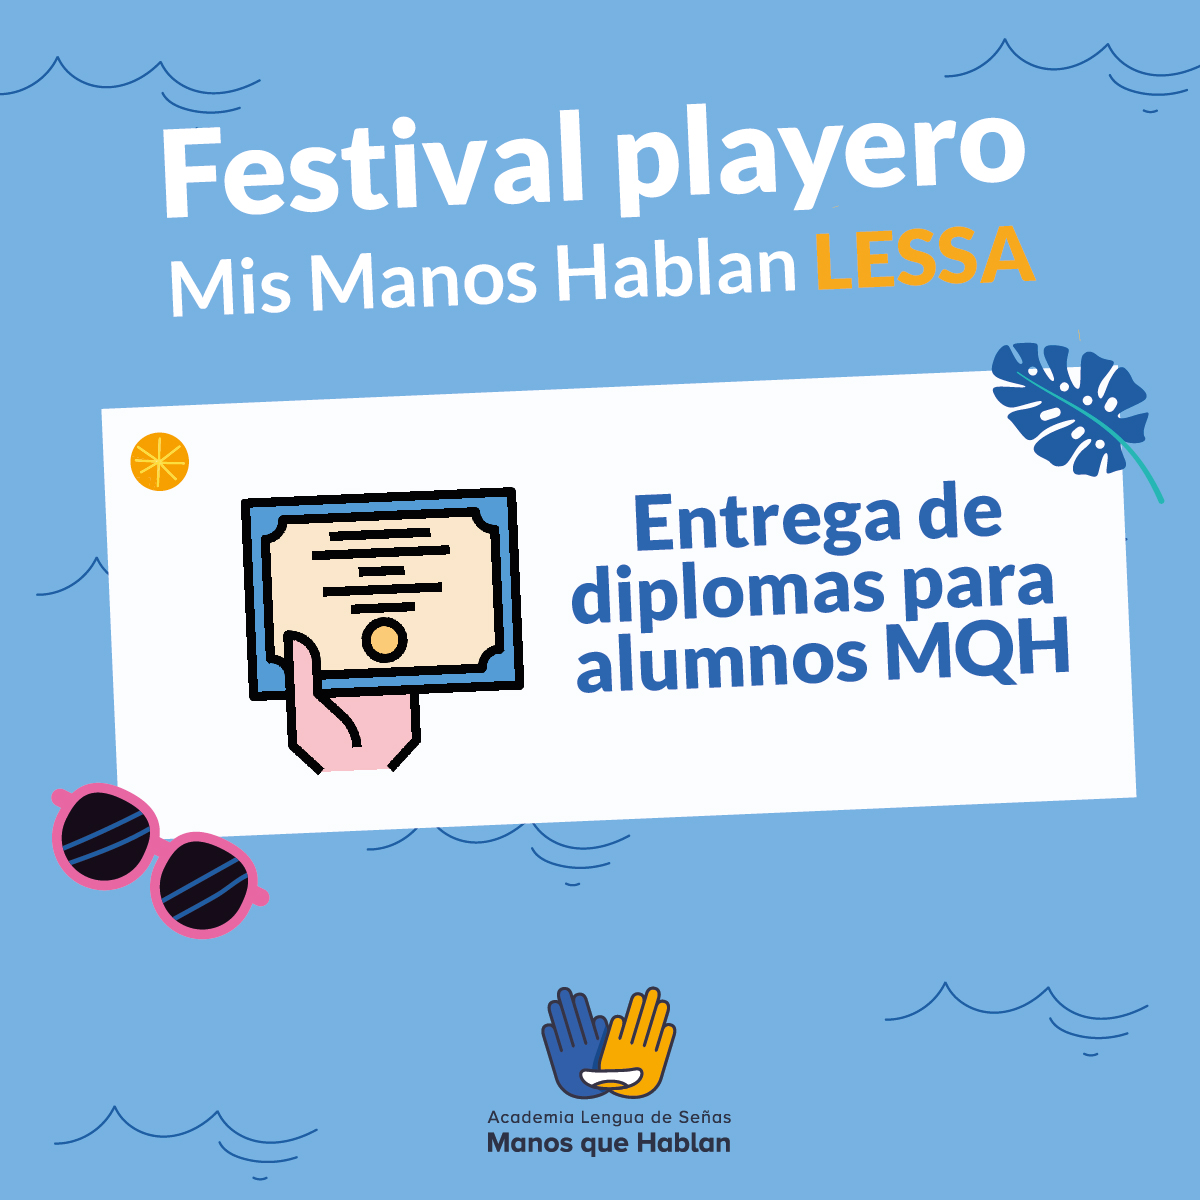 Festival playero
Mis Manos Hablan LESSA
Entrega de
diplomas para
alumnos MQH
Academia Lengua de Señas
Manos que Hablan